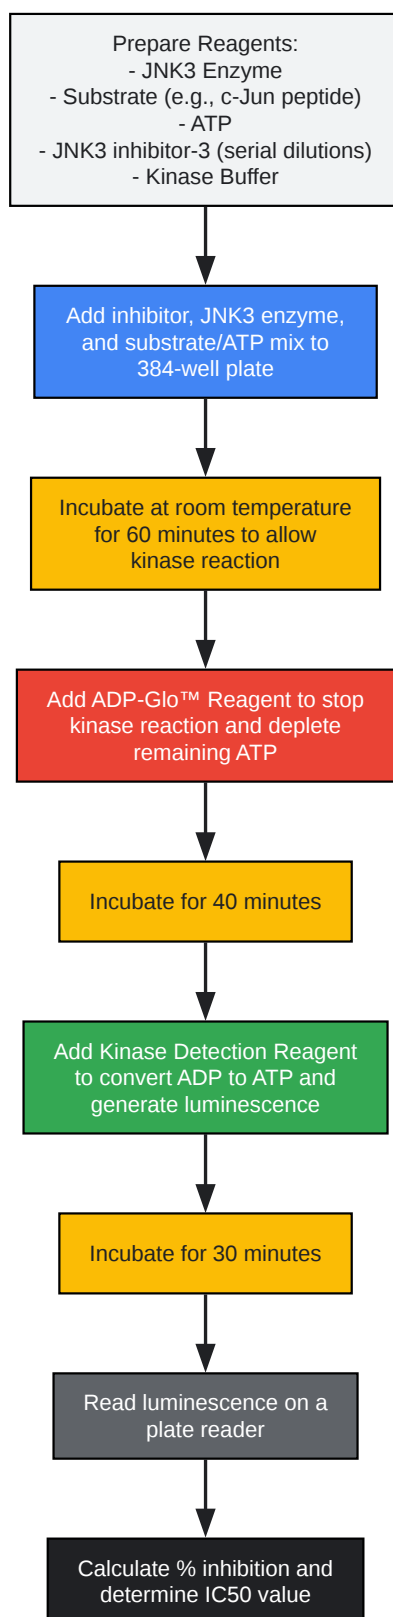 Prepare Reagents:
- JNK3 Enzyme
- Substrate (e.g., c-Jun peptide)
- ATP
- JNK3 inhibitor-3 (serial dilutions)
- Kinase Buffer
Add inhibitor, JNK3 enzyme,
and substrate/ATP mix to
384-well plate
Incubate at room temperature
for 60 minutes to allow
kinase reaction
Add ADP-Glo™ Reagent to stop
kinase reaction and deplete
remaining ATP
Incubate for 40 minutes
Add Kinase Detection Reagent
to convert ADP to ATP and
generate luminescence
Incubate for 30 minutes
Read luminescence on a
plate reader
Calculate % inhibition and
determine IC50 value